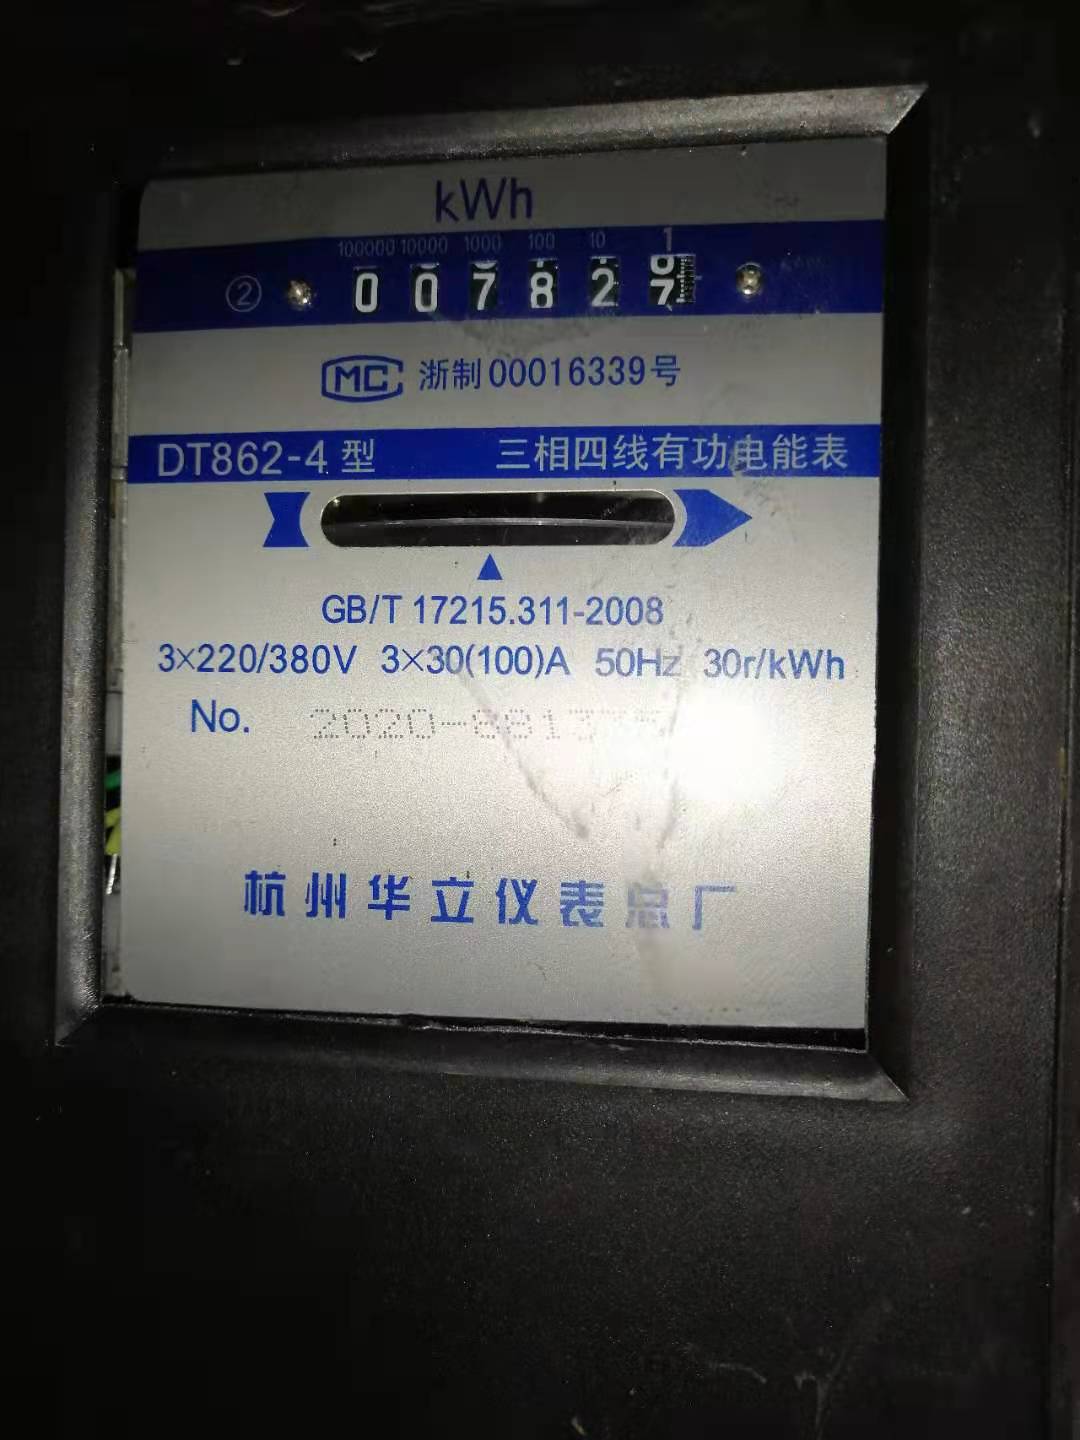 kWh
100000 10000 1000 100 10 1
② 0 0 7 8 2 7
MC 浙制00016339号
DT862-4型 三相四线有功电能表
GB/T 17215.311-2008
3×220/380V 3×30(100)A 50Hz 30r/kWh
No.
杭州华立仪表总厂